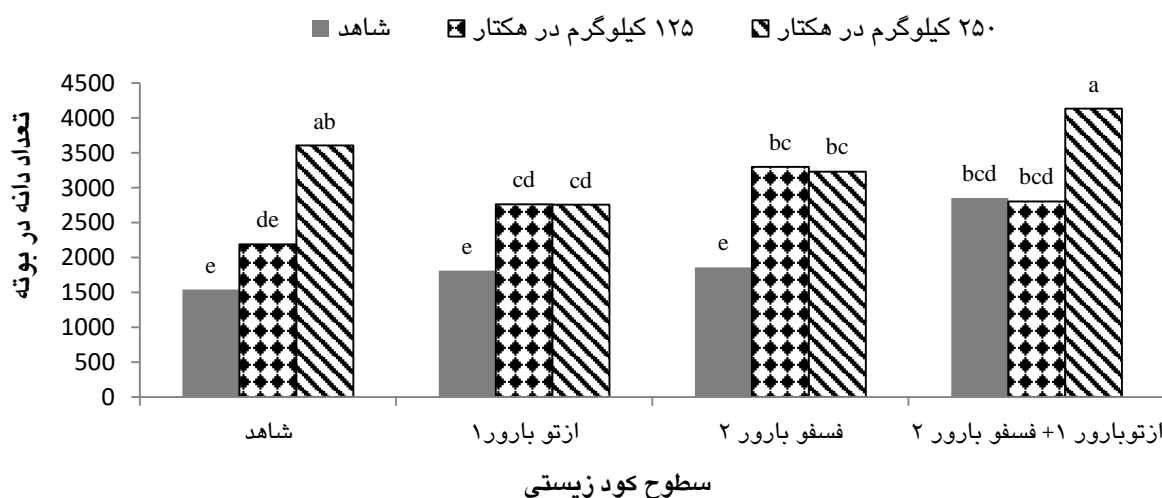 شاهد ۱۲۵ کیلوگرم در هکتار ۲۵۰ کیلوگرم در هکتار
تعداد دانه در بوته
4500
4000
3500
3000
2500
2000
1500
1000
500
0
e de ab
e cd cd
e bc bc
bcd bcd a
شاهد
ازتو بارور۱
فسفو بارور ۲
ازتوبارور ۱+ فسفو بارور ۲
سطوح کود زیستی